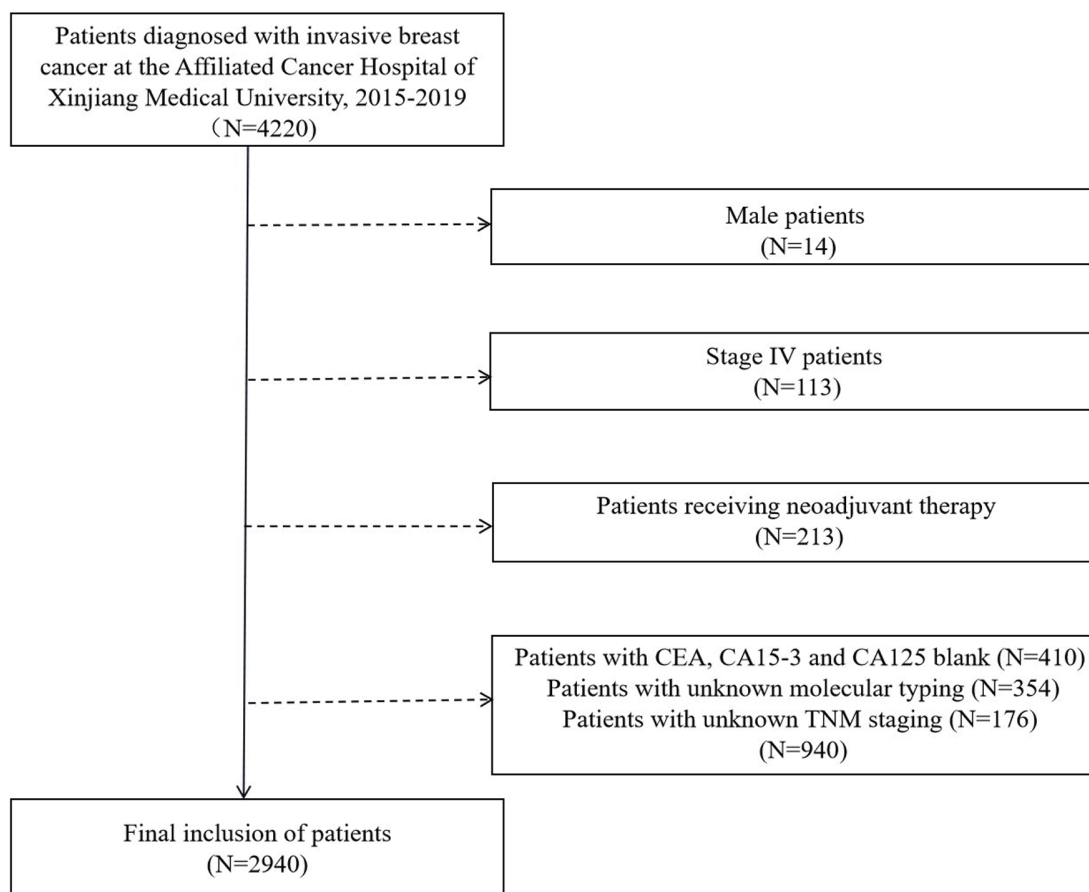 Patients diagnosed with invasive breast
cancer at the Affiliated Cancer Hospital of
Xinjiang Medical University, 2015-2019
（N=4220)
Male patients
(N=14)
Stage IV patients
(N=113)
Patients receiving neoadjuvant therapy
(N=213)
Patients with CEA, CA15-3 and CA125 blank (N=410)
Patients with unknown molecular typing (N=354)
Patients with unknown TNM staging (N=176)
(N=940)
Final inclusion of patients
(N=2940)